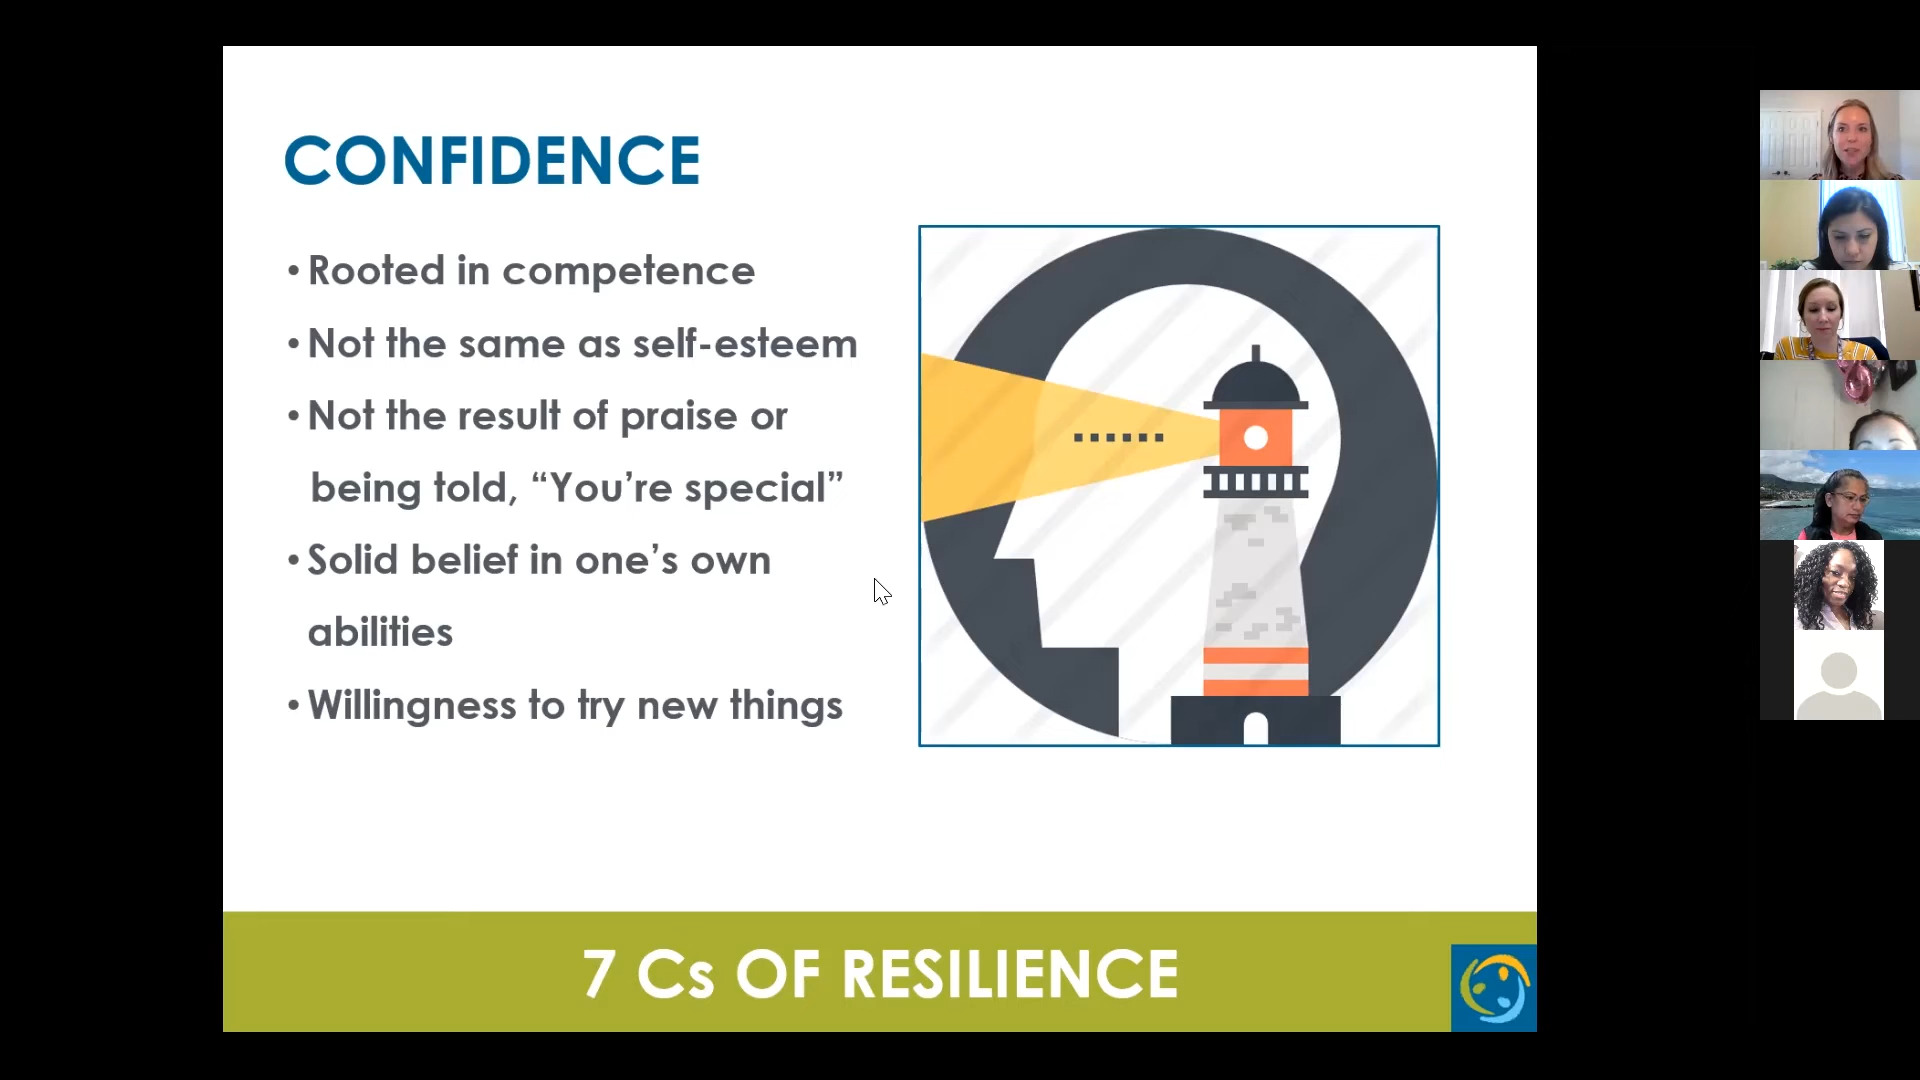 CONFIDENCE
• Rooted in competence
• Not the same as self-esteem
• Not the result of praise or
being told, “You’re special”
• Solid belief in one’s own
abilities
• Willingness to try new things
7 Cs OF RESILIENCE